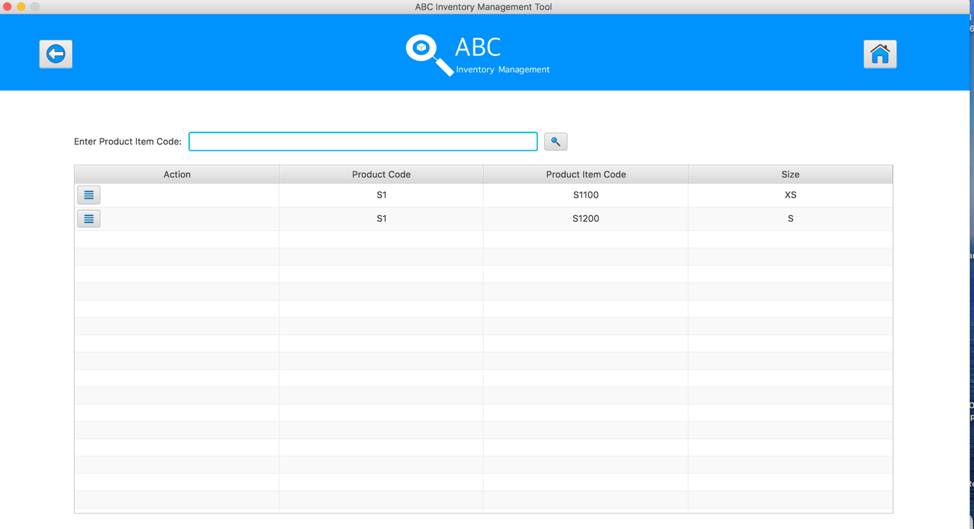 ABC Inventory Management Tool
ABC
Inventory Management
Enter Product Item Code:
Action Product Code Product Item Code Size
S1 S1100 XS
S1 S1200 S